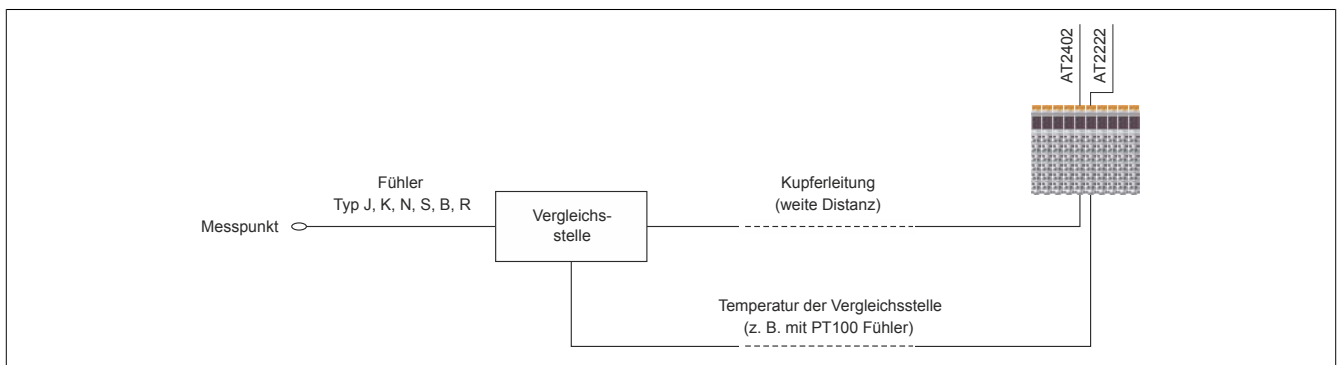 AT2402
AT2222
Fühler
Typ J, K, N, S, B, R
Messpunkt
Vergleichs-
stelle
Kupferleitung
(weite Distanz)
Temperatur der Vergleichsstelle
(z. B. mit PT100 Fühler)